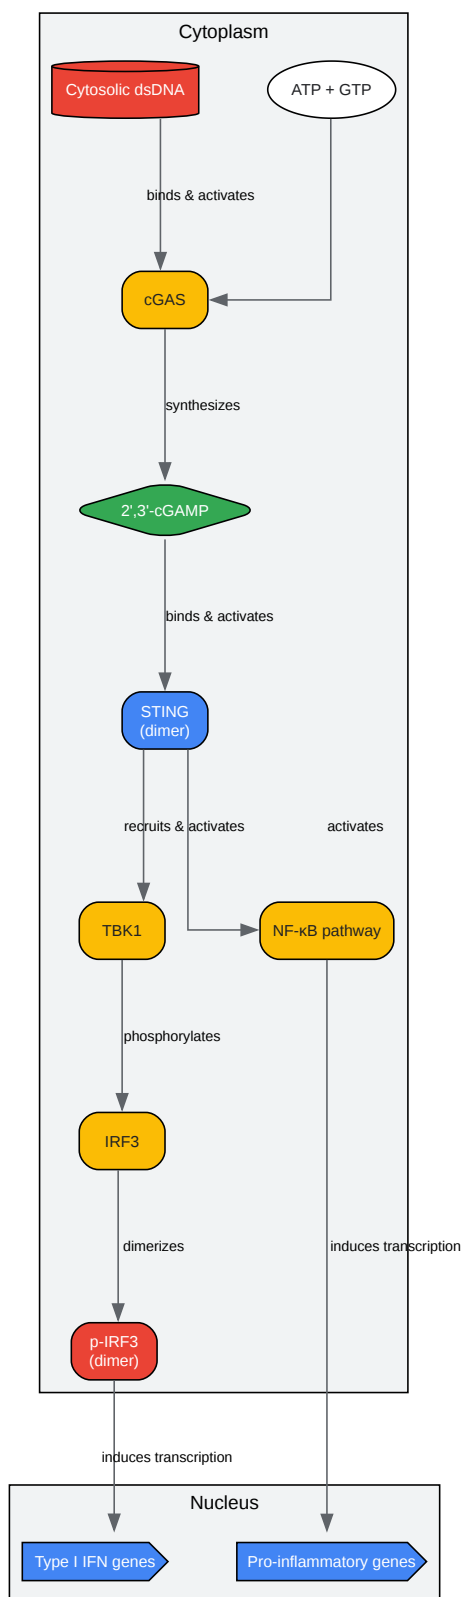 Cytoplasm
Cytosolic dsDNA
ATP + GTP
binds & activates
cGAS
synthesizes
2',3'-cGAMP
binds & activates
STING
(dimer)
recruits & activates
activates
TBK1
NF-κB pathway
phosphorylates
IRF3
dimerizes
induces transcription
p-IRF3
(dimer)
induces transcription
Nucleus
Type I IFN genes
Pro-inflammatory genes